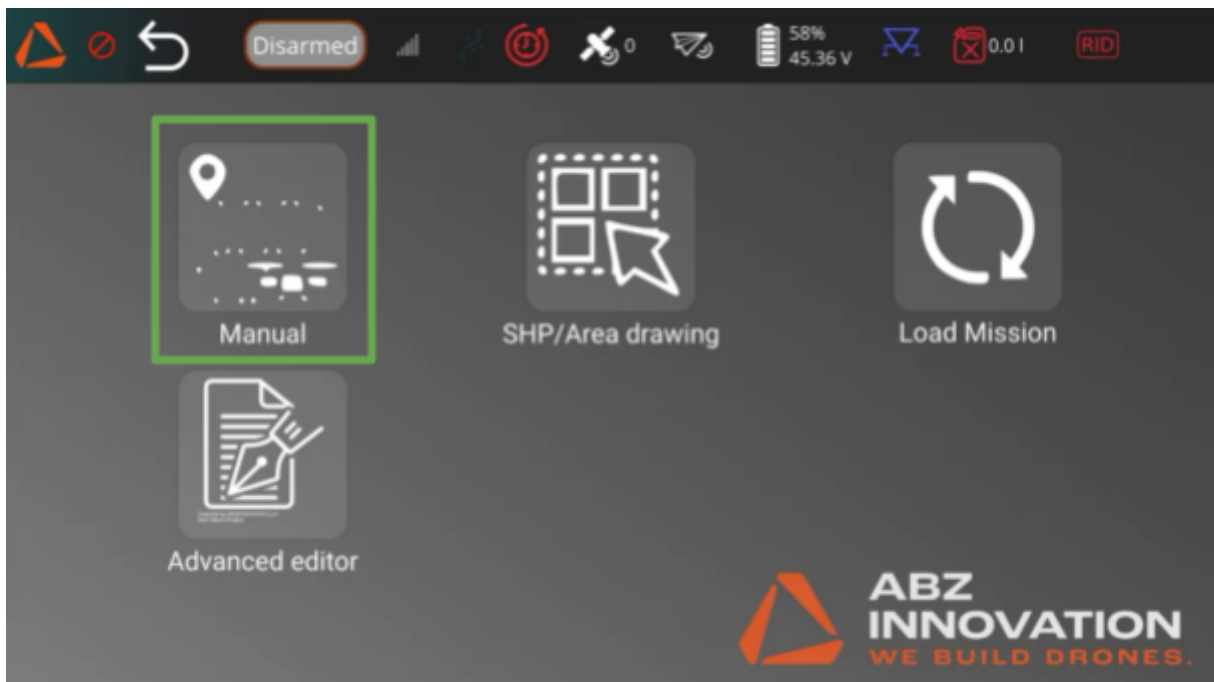 Disarmed
0
58%
45.36 V
0.0 l
RID
Manual
SHP/Area drawing
Load Mission
Advanced editor
ABZ
INNOVATION
WE BUILD DRONES.